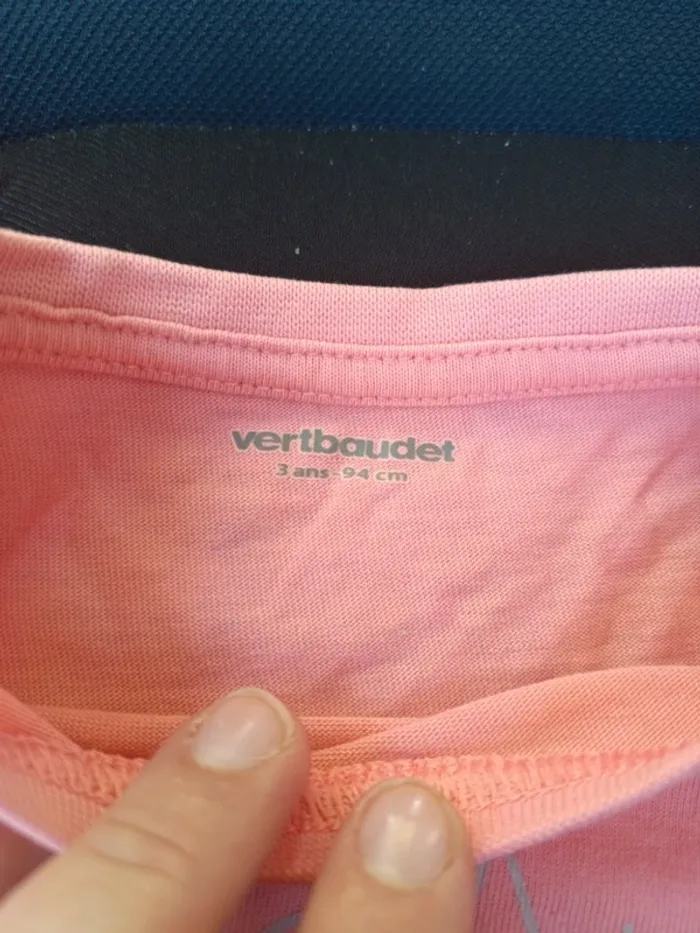 vertbaudet
3 ans - 94 cm